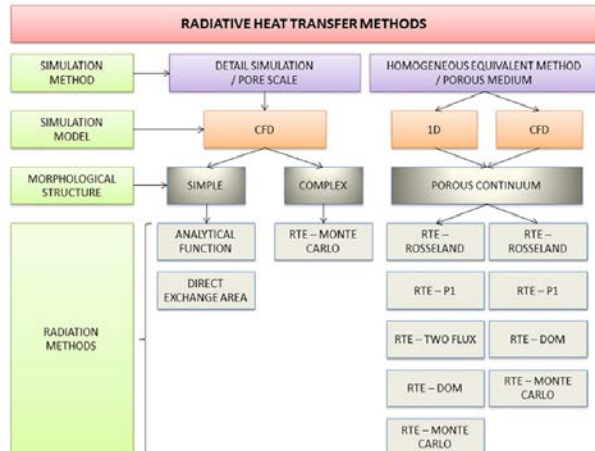 RADIATIVE HEAT TRANSFER METHODS
SIMULATION
METHOD
DETAIL SIMULATION
/ PORE SCALE
HOMOGENEOUS EQUIVALENT METHOD
/ POROUS MEDIUM
SIMULATION
MODEL
CFD
1D
CFD
MORPHOLOGICAL
STRUCTURE
SIMPLE
COMPLEX
POROUS CONTINUUM
RADIATION
METHODS
ANALYTICAL
FUNCTION
DIRECT
EXCHANGE AREA
RTE – MONTE
CARLO
RTE –
ROSSELAND
RTE – P1
RTE – TWO FLUX
RTE – DOM
RTE – MONTE
CARLO
RTE –
ROSSELAND
RTE – P1
RTE – DOM
RTE – MONTE
CARLO